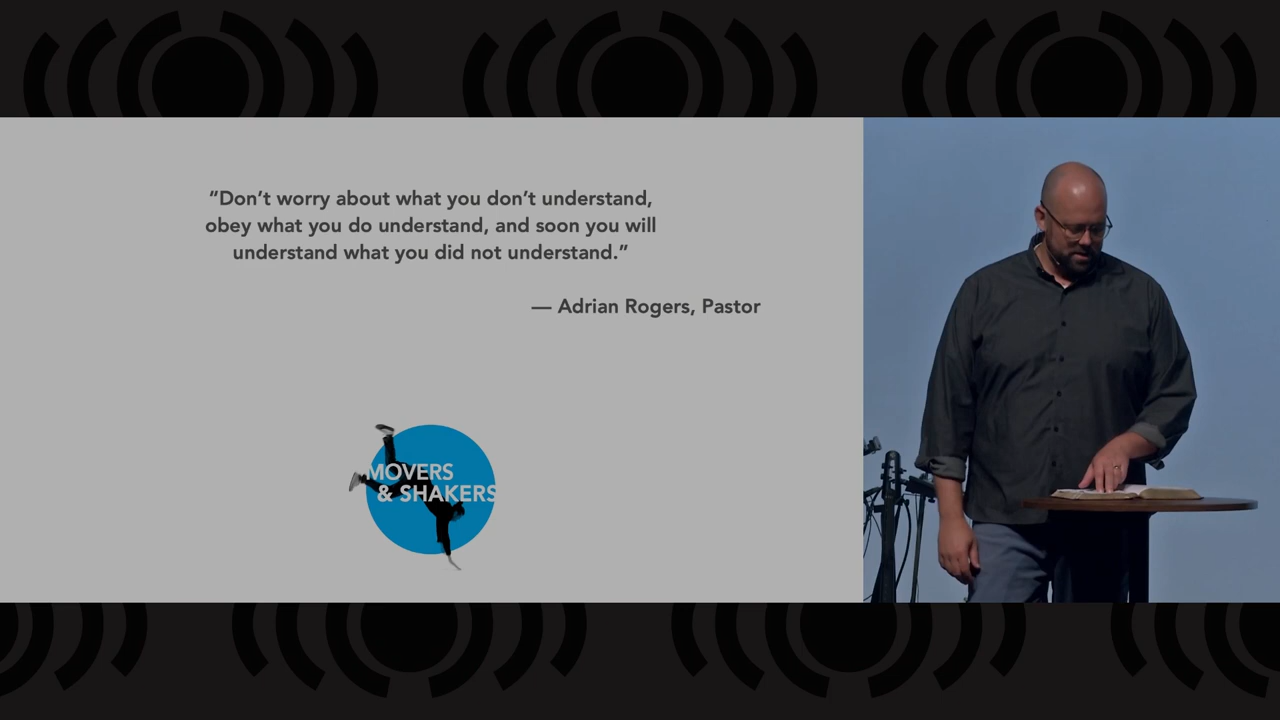 “Don’t worry about what you don’t understand,
obey what you do understand, and soon you will
understand what you did not understand.”
— Adrian Rogers, Pastor
MOVERS
& SHAKERS